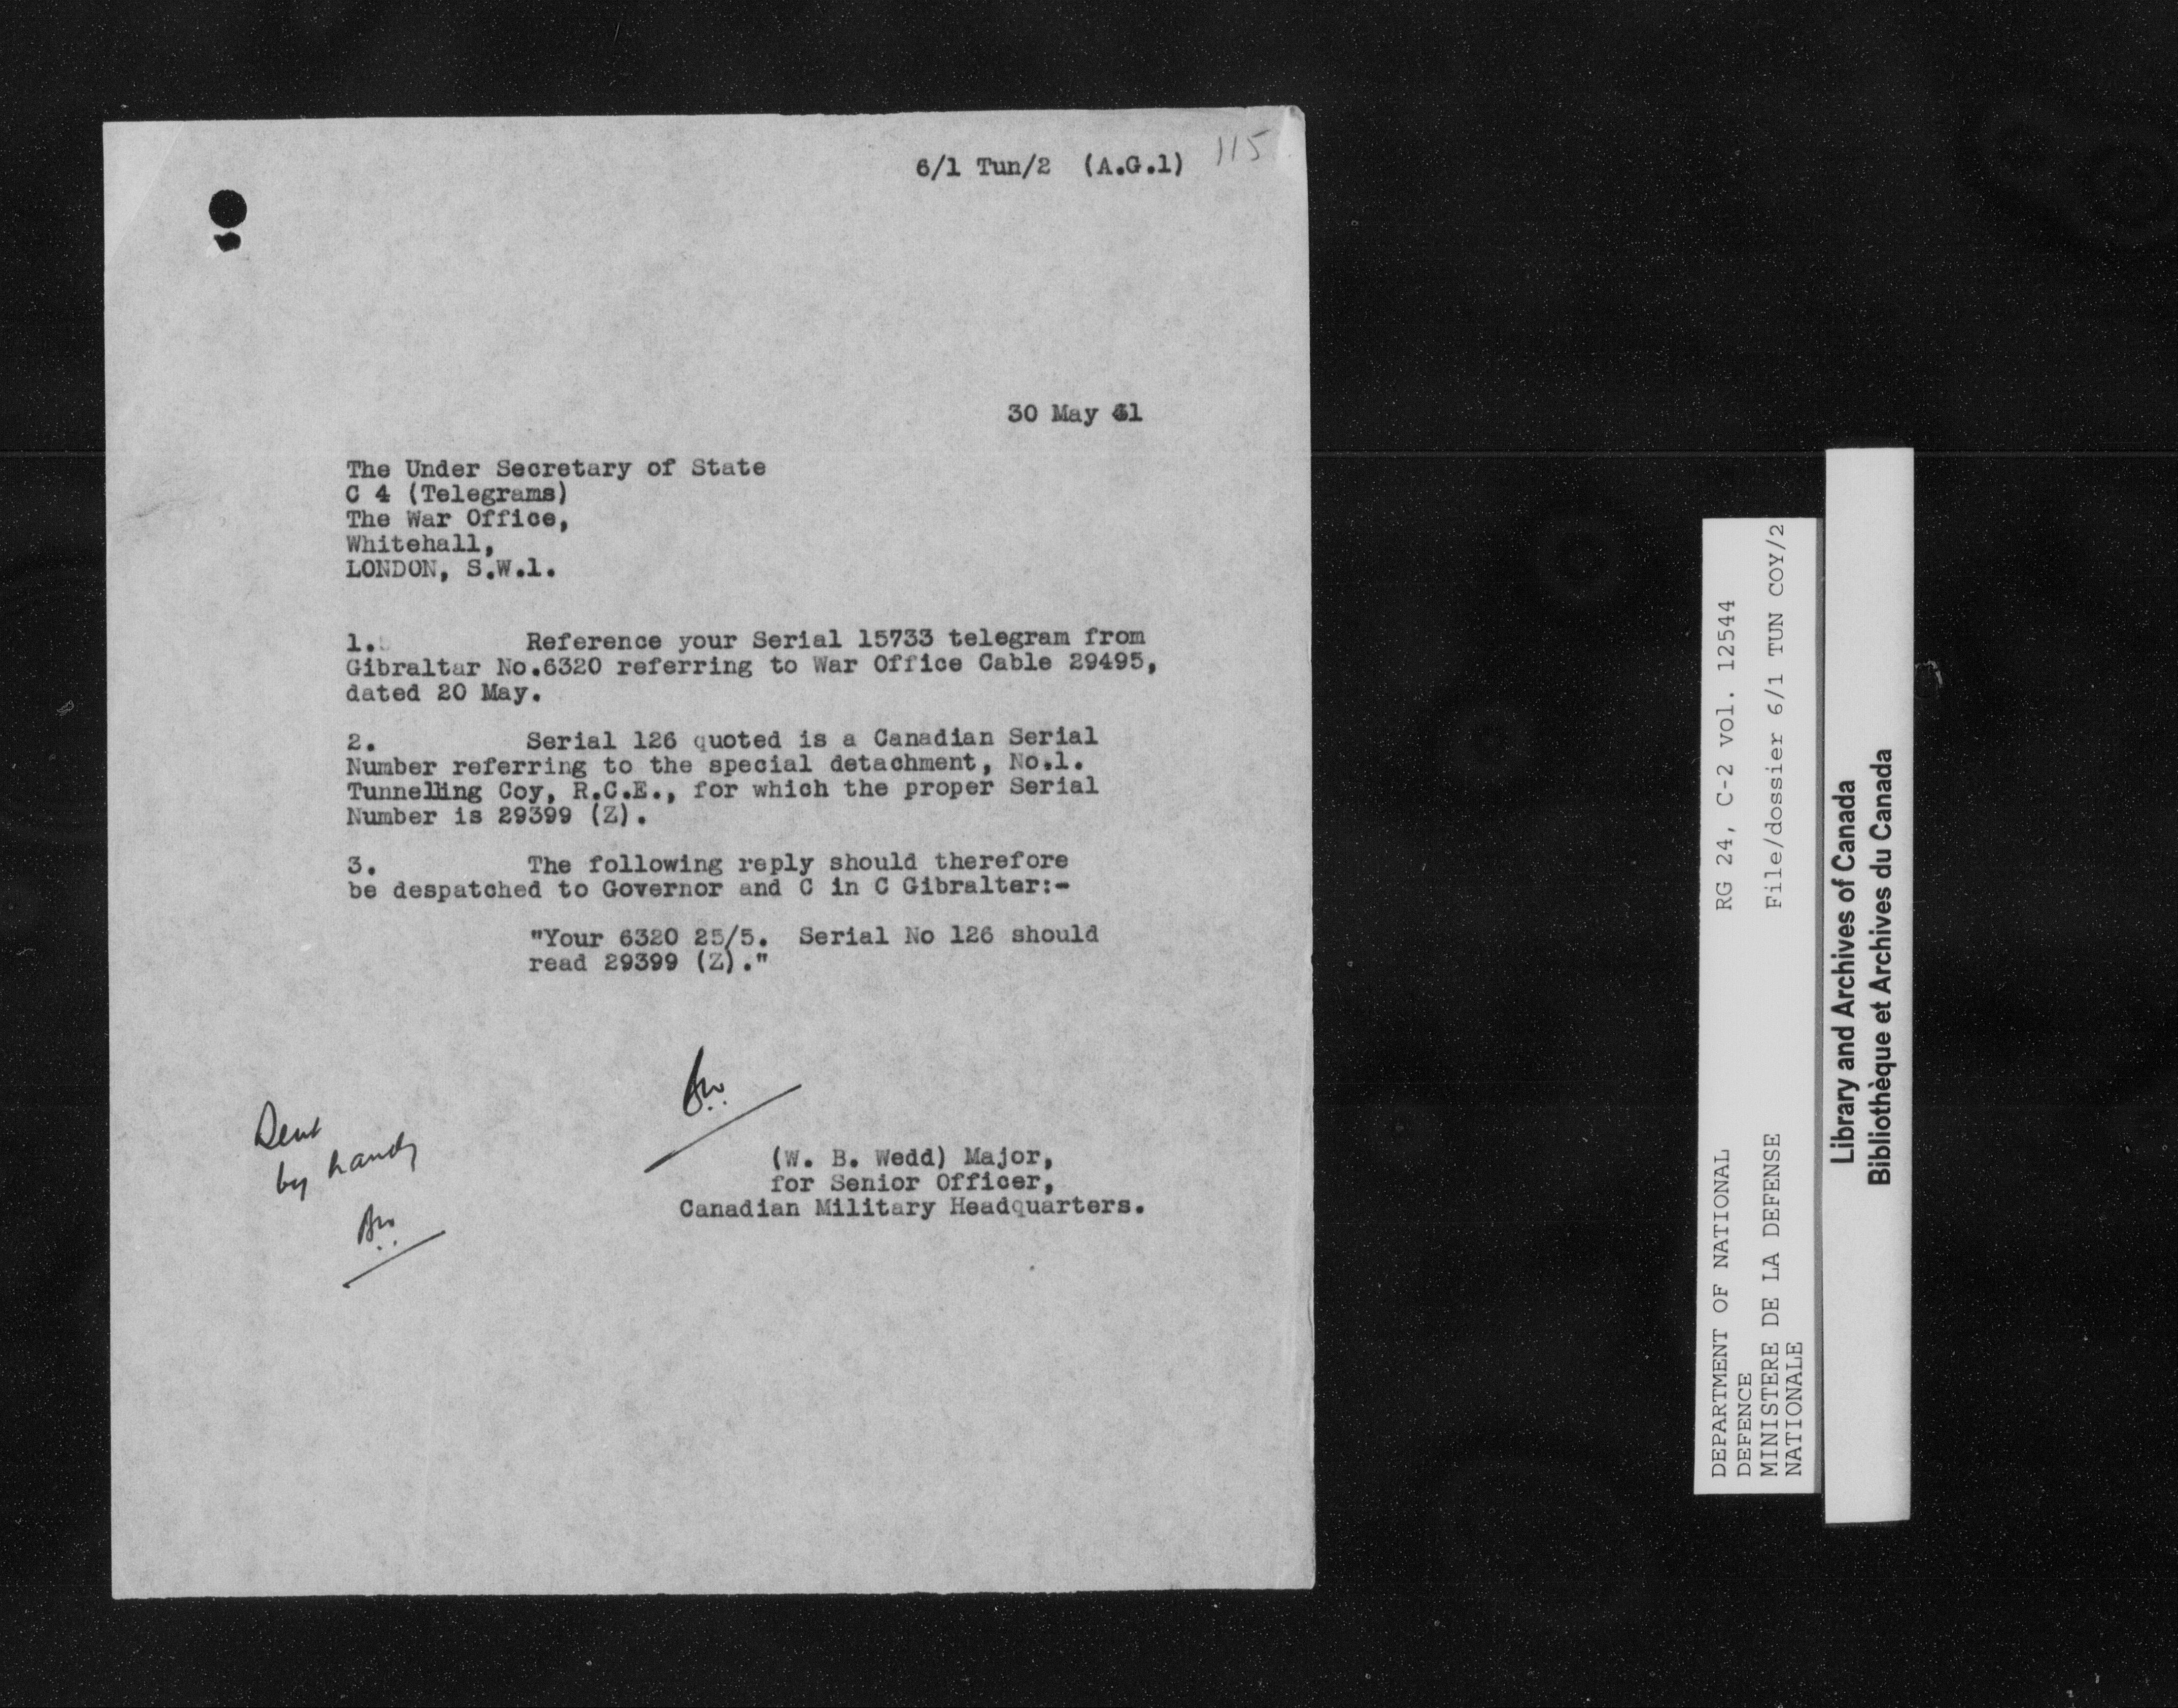 115
6/1 Tun/2 (A.G.1)
30 May 41
The Under Secretary of State
C 4 (Telegrams)
The War Office,
Whitehall,
LONDON, S.W.1.
1. Reference your Serial 15733 telegram from
Gibraltar No.6320 referring to War Office Cable 29495,
dated 20 May.
2. Serial 126 quoted is a Canadian Serial
Number referring to the special detachment, No.1.
Tunnelling Coy, R.C.E., for which the proper Serial
Number is 29399 (Z).
3. The following reply should therefore
be despatched to Governor and C in C Gibraltar:-
"Your 6320 25/5. Serial No 126 should
read 29399 (Z)."
(W. B. Wedd) Major,
for Senior Officer,
Canadian Military Headquarters.
Sent
by hand
DEPARTMENT OF NATIONAL RG 24, C-2 vol. 12544
DEFENCE
MINISTERE DE LA DEFENSE File/dossier 6/1 TUN COY/2
NATIONALE
Library and Archives of Canada
Bibliothèque et Archives du Canada